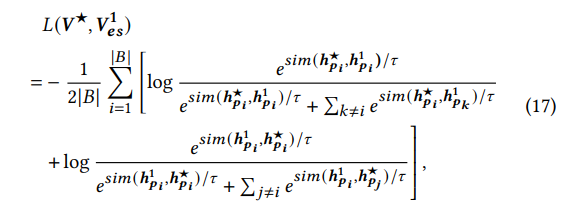 L(V^★, V_{es}^1)
= − \frac{1}{2|B|} \sum_{i=1}^{|B|} [ log \frac{e^{sim(h_{p_i}^★, h_{p_i}^1)/τ}}{e^{sim(h_{p_i}^★, h_{p_i}^1)/τ} + \sum_{k≠i} e^{sim(h_{p_i}^★, h_{p_k}^1)/τ}} (17)
+ log \frac{e^{sim(h_{p_i}^1, h_{p_i}^★)/τ}}{e^{sim(h_{p_i}^1, h_{p_i}^★)/τ} + \sum_{j≠i} e^{sim(h_{p_i}^1, h_{p_j}^★)/τ}} ],